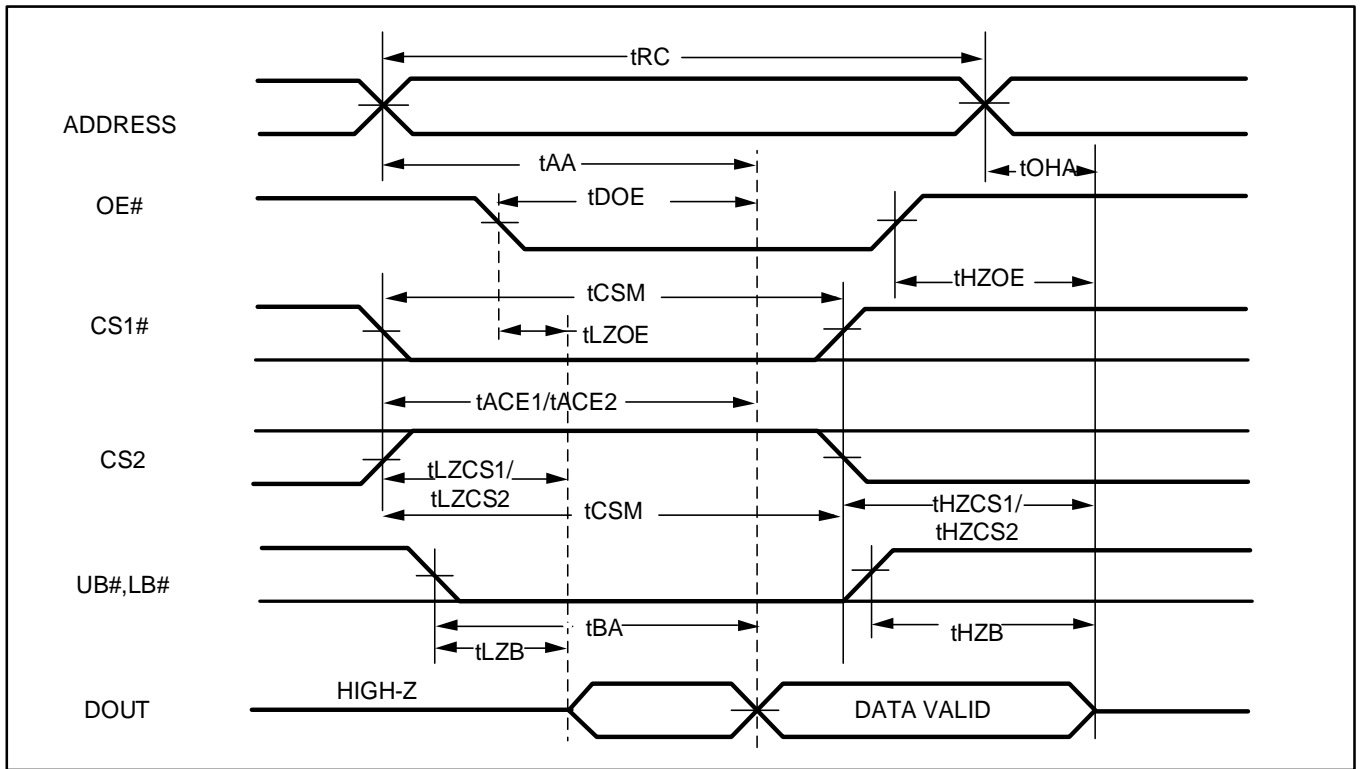 tRC
ADDRESS
tAA
tOHA
OE#
tDOE
tHZOE
tCSM
CS1#
tLZOE
tACE1/tACE2
CS2
tLZCS1/
tLZCS2
tCSM
tHZCS1/
tHZCS2
UB#,LB#
tBA
tHZB
tLZB
HIGH-Z
DOUT
DATA VALID